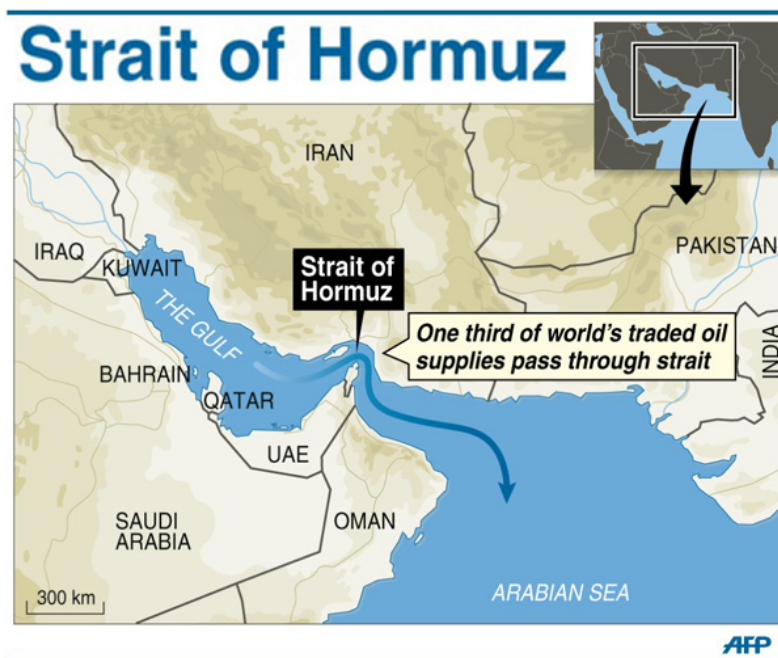 Strait of Hormuz
IRAN
IRAQ
KUWAIT
PAKISTAN
Strait of
Hormuz
THE GULF
One third of world's traded oil
supplies pass through strait
INDIA
BAHRAIN
QATAR
UAE
SAUDI
ARABIA
OMAN
300 km
ARABIAN SEA
AFP